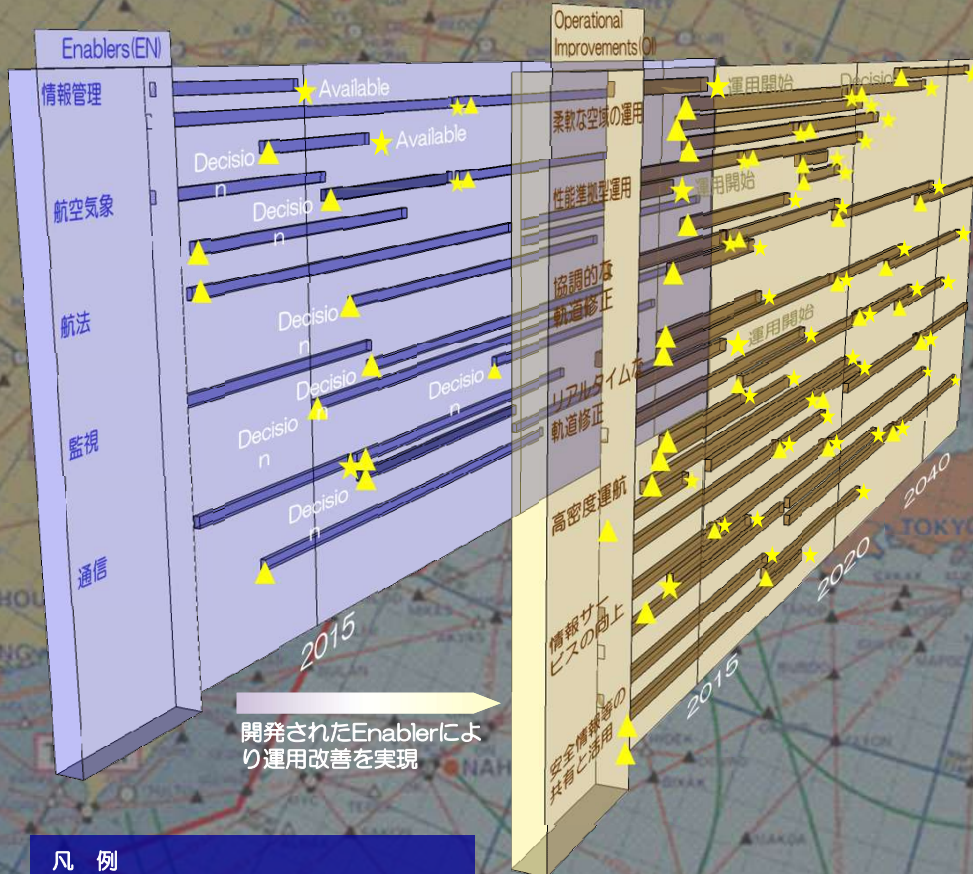 Enablers(EN)
情報管理
航空気象
航法
監視
通信
Available
Available
Decisio
n
Decisio
n
Decisio
n
Decisio
n
Decisio
n
Decisio
n
Decisio
n
2015
Operational
Improvements(OI)
柔軟な空域の運用
性能準拠型運用
協調的な
軌道修正
リアルタイムな
軌道修正
高密度運航
情報サー
ビスの向上
安全情報等の
共有と活用
運用開始
Decisio
運用開始
運用開始
2015
2020
2040
TOKYO
NAH
開発されたEnablerによ
り運用改善を実現
凡 例